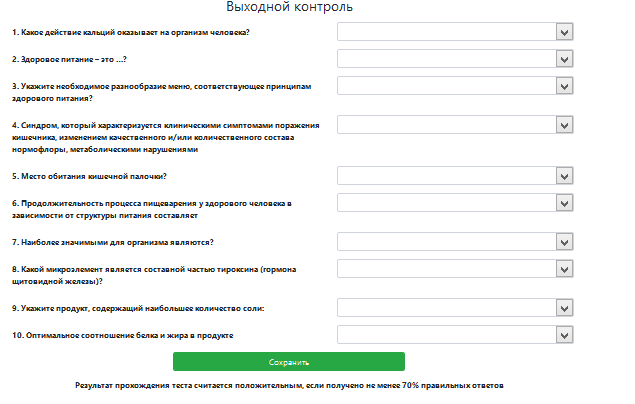 Выходной контроль
1. Какое действие кальций оказывает на организм человека?
2. Здоровое питание – это ...?
3. Укажите необходимое разнообразие меню, соответствующее принципам
здорового питания?
4. Синдром, который характеризуется клиническими симптомами поражения
кишечника, изменением качественного и/или количественного состава
нормофлоры, метаболическими нарушениями
5. Место обитания кишечной палочки?
6. Продолжительность процесса пищеварения у здорового человека в
зависимости от структуры питания составляет
7. Наиболее значимыми для организма являются?
8. Какой микроэлемент является составной частью тироксина (гормона
щитовидной железы)?
9. Укажите продукт, содержащий наибольшее количество соли:
10. Оптимальное соотношение белка и жира в продукте
Сохранить
Результат прохождения теста считается положительным, если получено не менее 70% правильных ответов